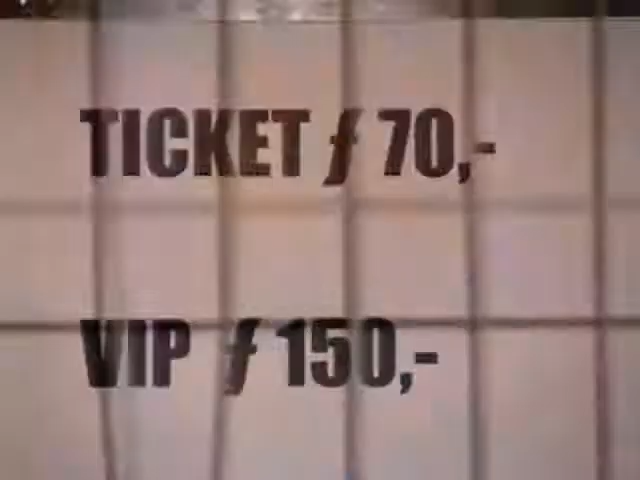 TICKET ƒ 70,-
VIP ƒ 150,-